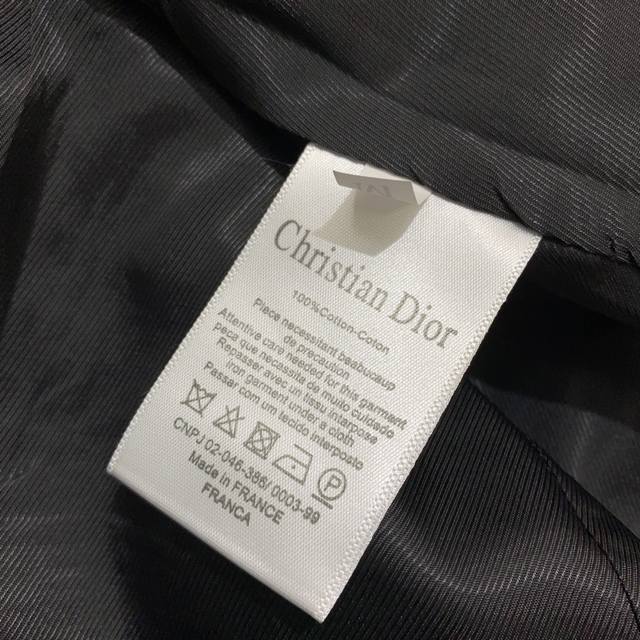 Christian Dior
100%Cotton-Coton
Piece necessitant beabucaup
de precaution
Attentive care needed for this garment
peça que necessita de muito cuidado
Repasser avec un tissu interpose
iron garment under a cloth
Passar com.um tecido interposto
P
CNPJ 02-046-386/ 0003-99
Made in FRANCE
FRANCA